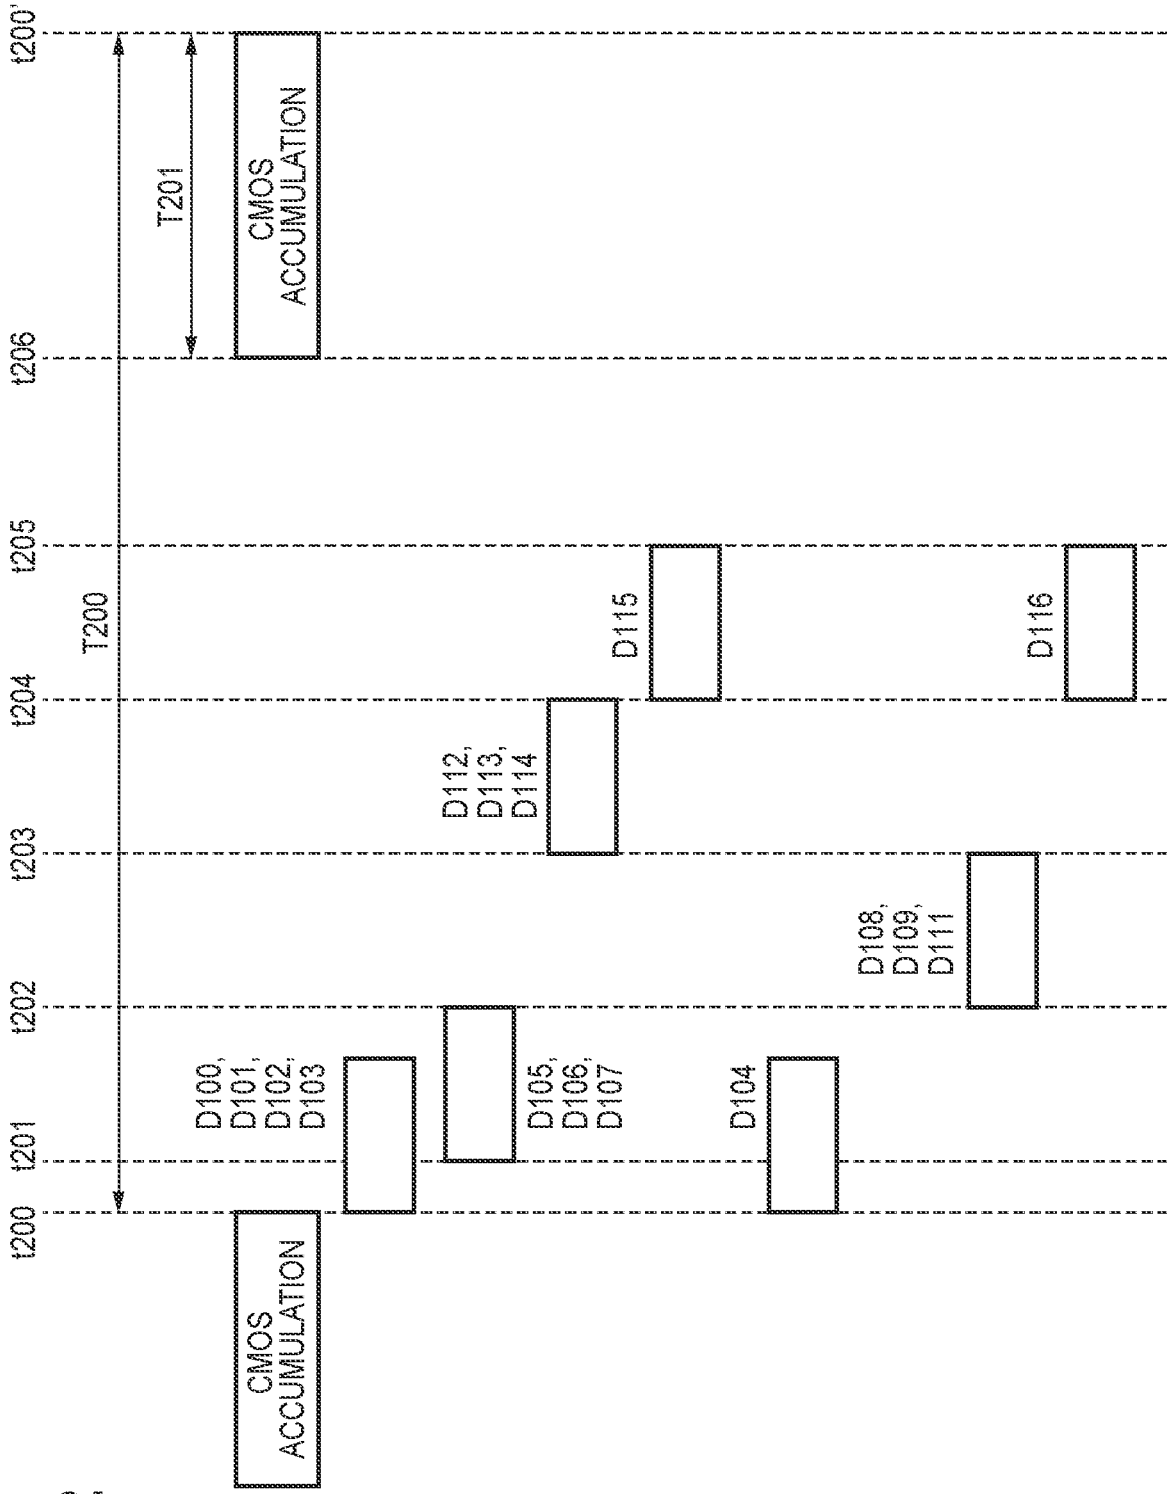 t200
t201
t202
t203
t204
t205
t206
t200'
T200
T201
CMOS
ACCUMULATION
CMOS
ACCUMULATION
D100,
D101,
D102,
D103
D105,
D106,
D107
D112,
D113,
D114
D115
D104
D108,
D109,
D111
D116